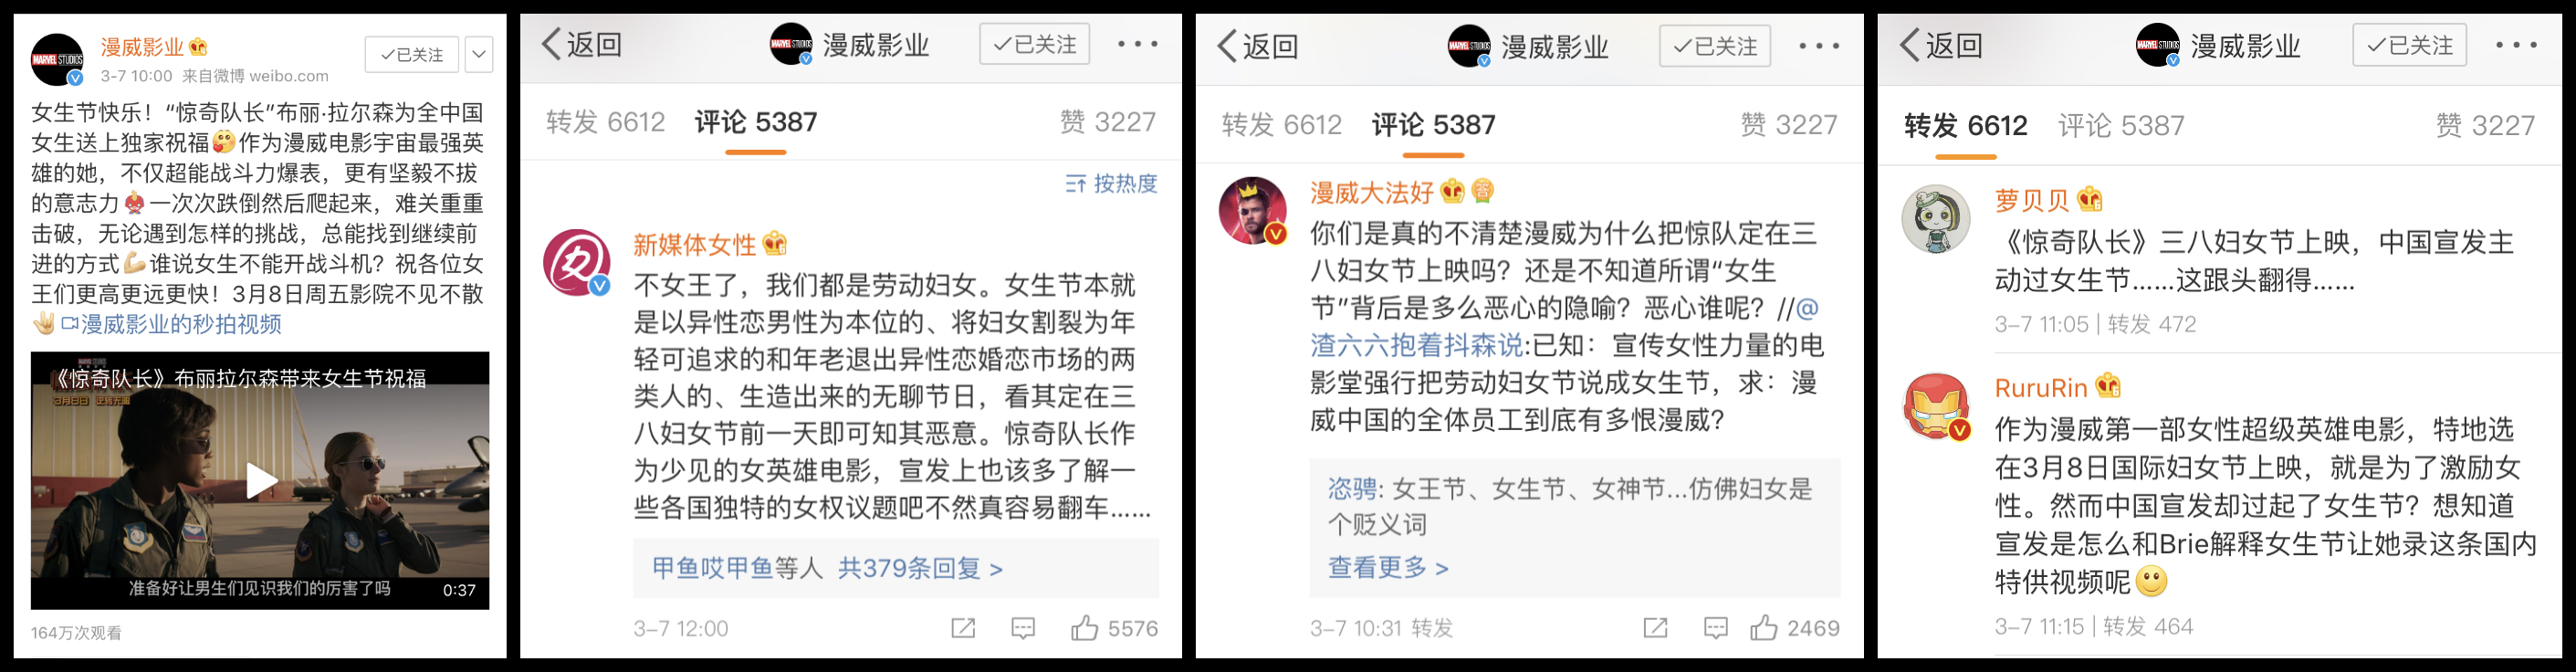 MARVEL STUDIOS
漫威影业
3-7 10:00 来自微博 weibo.com
✓已关注
女生节快乐！“惊奇队长”布丽·拉尔森为全中国
女生送上独家祝福🥰作为漫威电影宇宙最强英
雄的她，不仅超能战斗力爆表，更有坚毅不拔
的意志力 一次次跌倒然后爬起来，难关重重
击破，无论遇到怎样的挑战，总能找到继续前
进的方式💪谁说女生不能开战斗机？祝各位女
王们更高更远更快！3月8日周五影院不见不散
🤟漫威影业的秒拍视频
《惊奇队长》布丽拉尔森带来女生节祝福
准备好让男生们见识我们的厉害了吗
0:37
164万次观看
返回
MARVEL STUDIOS
漫威影业
✓已关注
转发 6612 评论 5387 赞 3227
按热度
新媒体女性
不女王了，我们都是劳动妇女。女生节本就
是以异性恋男性为本位的、将妇女割裂为年
轻可追求的和年老退出异性恋婚恋市场的两
类人的、生造出来的无聊节日，看其定在三
八妇女节前一天即可知其恶意。惊奇队长作
为少见的女英雄电影，宣发上也该多了解一
些各国独特的女权议题吧不然真容易翻车……
甲鱼哎甲鱼等人 共379条回复 >
3-7 12:00
5576
返回
MARVEL STUDIOS
漫威影业
✓已关注
转发 6612 评论 5387 赞 3227
漫威大法好
你们是真的不清楚漫威为什么把惊队定在三
八妇女节上映吗？还是不知道所谓“女生
节”背后是多么恶心的隐喻？恶心谁呢？//@
渣六六抱着抖森说:已知：宣传女性力量的电
影堂强行把劳动妇女节说成女生节，求：漫
威中国的全体员工到底有多恨漫威？
恣骋: 女王节、女生节、女神节...仿佛妇女是
个贬义词
查看更多 >
3-7 10:31 转发
2469
返回
MARVEL STUDIOS
漫威影业
✓已关注
转发 6612 评论 5387 赞 3227
萝贝贝
《惊奇队长》三八妇女节上映，中国宣发主
动过女生节……这跟头翻得……
3-7 11:05 | 转发 472
RuruRin
作为漫威第一部女性超级英雄电影，特地选
在3月8日国际妇女节上映，就是为了激励女
性。然而中国宣发却过起了女生节？想知道
宣发是怎么和Brie解释女生节让她录这条国内
特供视频呢🙂
3-7 11:15 | 转发 464